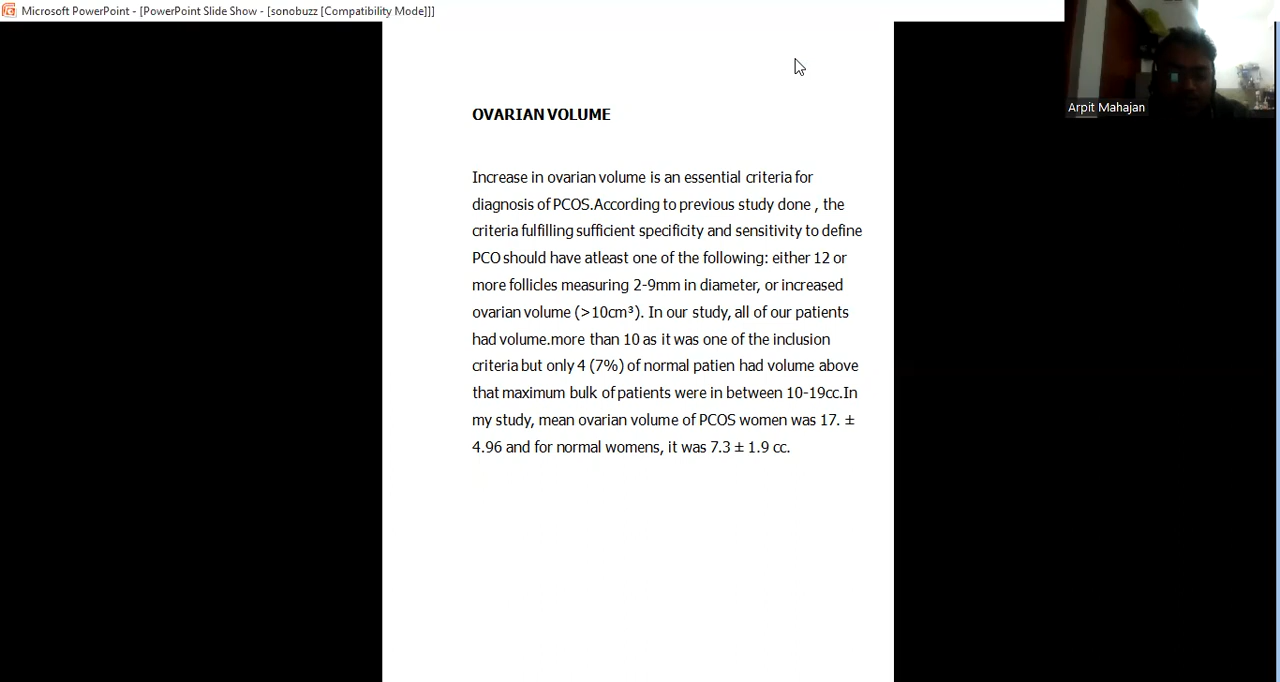 Microsoft PowerPoint - [PowerPoint Slide Show - [sonobuzz [Compatibility Mode]]]
Arpit Mahajan
OVARIAN VOLUME
Increase in ovarian volume is an essential criteria for
diagnosis of PCOS.According to previous study done , the
criteria fulfilling sufficient specificity and sensitivity to define
PCO should have atleast one of the following: either 12 or
more follicles measuring 2-9mm in diameter, or increased
ovarian volume (>10cm³). In our study, all of our patients
had volume.more than 10 as it was one of the inclusion
criteria but only 4 (7%) of normal patien had volume above
that maximum bulk of patients were in between 10-19cc.In
my study, mean ovarian volume of PCOS women was 17. ±
4.96 and for normal womens, it was 7.3 ± 1.9 cc.